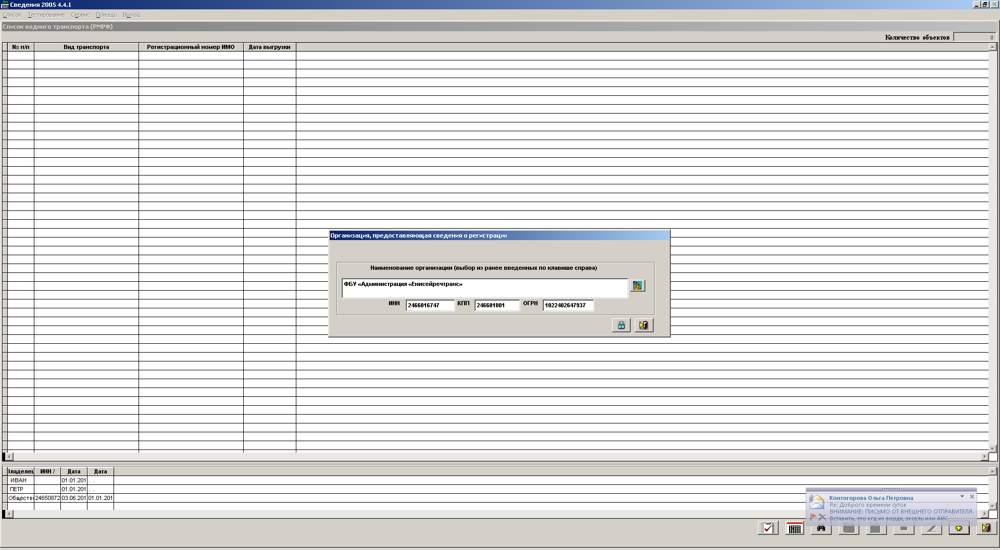 Сведения 2005 4.4.1
Список Тестирование Сервис Помощь Выход
Список водного транспорта (РМРФ)
Количество объектов 0
№ п/п Вид транспорта Регистрационный номер ИМО Дата выгрузки
Организация, предоставляющая сведения о регистрации
Наименование организации (выбор из ранее введенных по клавише справа)
ФБУ «Администрация «Енисейречтранс»
ИНН 2466016747 КПП 246601001 ОГРН 1022402647937
Владелец ИНН / Дата Дата
ИВАН 01.01.201 . .
ПЕТР 01.01.201 . .
Обществ 24650872 03.06.201 01.01.201
Контогорова Ольга Петровна
Re: Доброго времени суток
ВНИМАНИЕ: ПИСЬМО ОТ ВНЕШНЕГО ОТПРАВИТЕЛЯ.
Вставить, это кгд из ворда, эксель или АИС